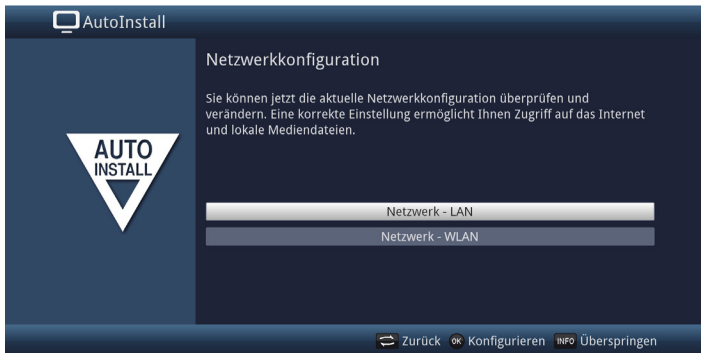 AutoInstall
AUTO
INSTALL
Netzwerkkonfiguration
Sie können jetzt die aktuelle Netzwerkkonfiguration überprüfen und
verändern. Eine korrekte Einstellung ermöglicht Ihnen Zugriff auf das Internet
und lokale Mediendateien.
Netzwerk - LAN
Netzwerk - WLAN
Zurück OK Konfigurieren INFO Überspringen